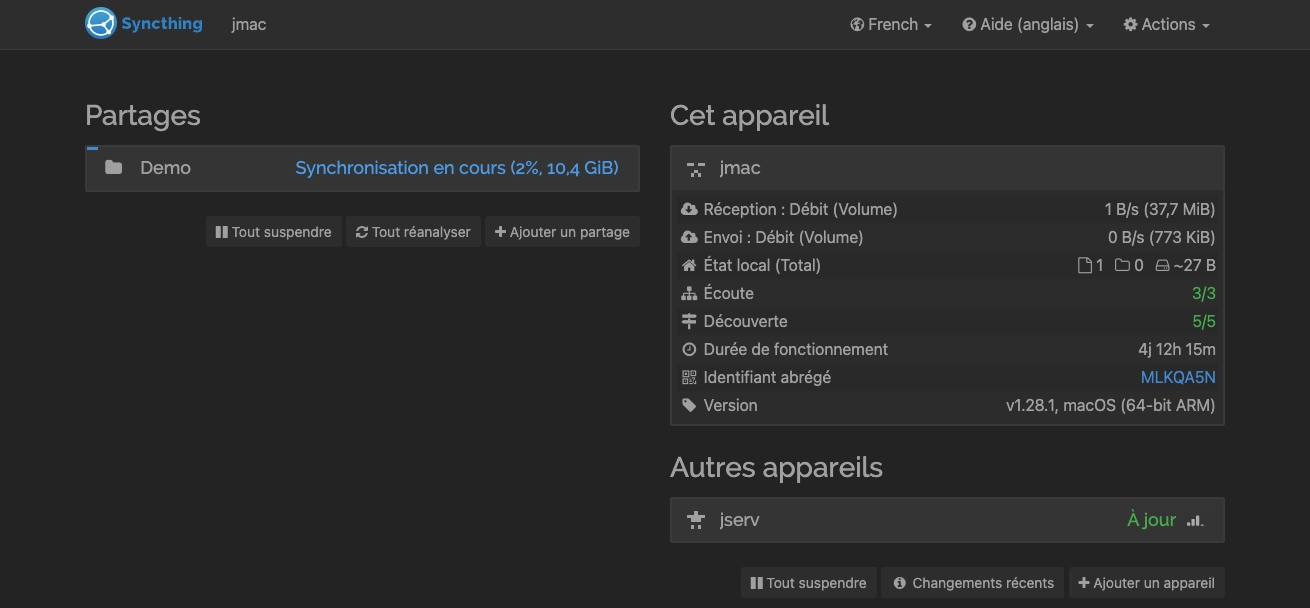 Syncthing jmac French Aide (anglais) Actions
Partages
Demo Synchronisation en cours (2%, 10,4 GiB)
Tout suspendre Tout réanalyser Ajouter un partage
Cet appareil
jmac
Réception : Débit (Volume) 1 B/s (37,7 MiB)
Envoi : Débit (Volume) 0 B/s (773 KiB)
État local (Total) 1 0 ~27 B
Écoute 3/3
Découverte 5/5
Durée de fonctionnement 4j 12h 15m
Identifiant abrégé MLKQA5N
Version v1.28.1, macOS (64-bit ARM)
Autres appareils
jserv À jour
Tout suspendre Changements récents Ajouter un appareil